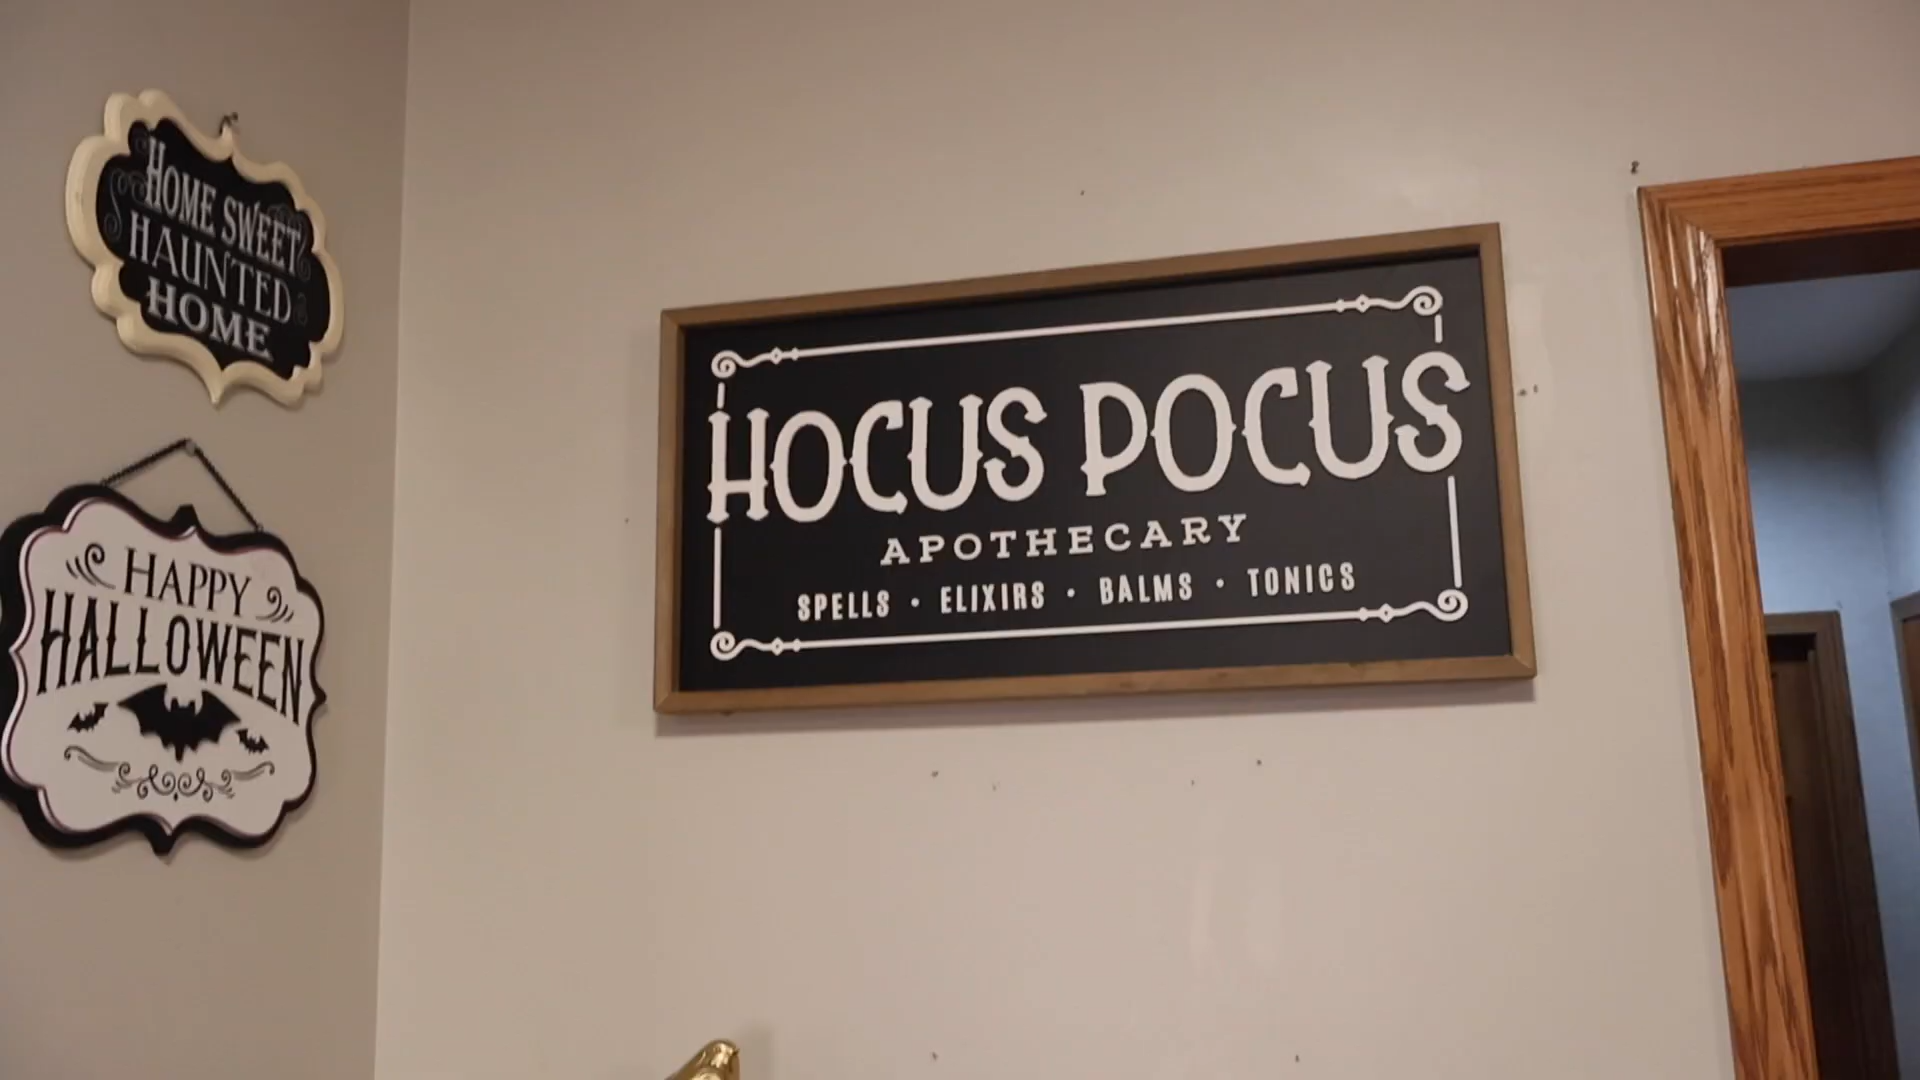 HOME SWEET
HAUNTED
HOME
HAPPY
HALLOWEEN
HOCUS POCUS
APOTHECARY
SPELLS • ELIXIRS • BALMS • TONICS